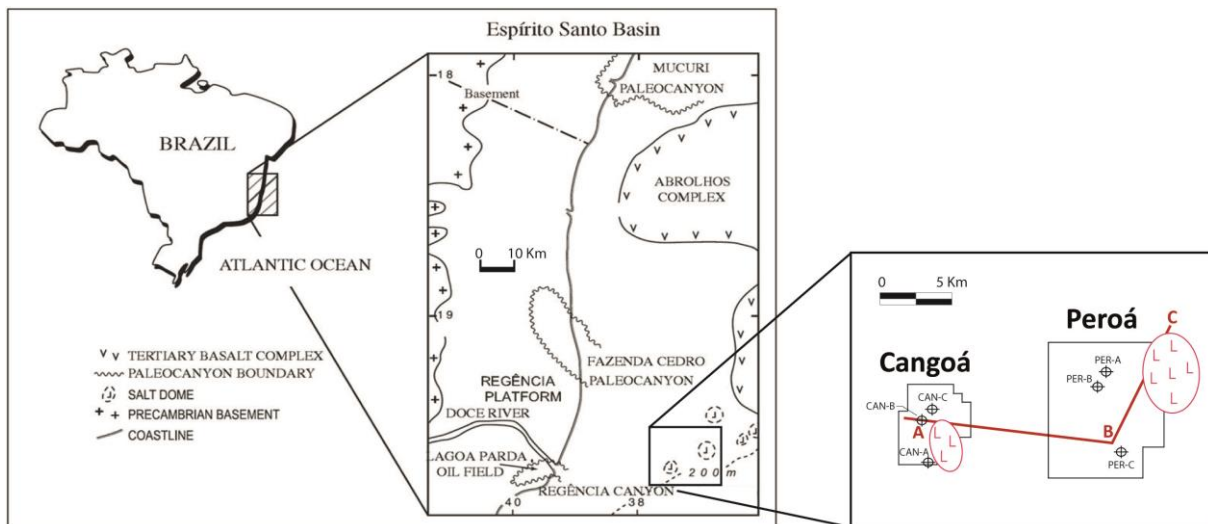 Espírito Santo Basin
BRAZIL
ATLANTIC OCEAN
TERTIARY BASALT COMPLEX
PALEOCANYON BOUNDARY
SALT DOME
PRECAMBRIAN BASEMENT
COASTLINE
18
Basement
MUCURI
PALEOCANYON
ABROLHOS
COMPLEX
0 10 Km
19
FAZENDA CEDRO
PALEOCANYON
REGÊNCIA
PLATFORM
DOCE RIVER
LAGOA PARDA
OIL FIELD
200 m
REGÊNCIA CANYON
40
38
0 5 Km
Peroá
C
PER-A
PER-B
Cangoá
CAN-C
CAN-B
A
B
CAN-A
PER-C
L L
L
L L
L
L
L
L